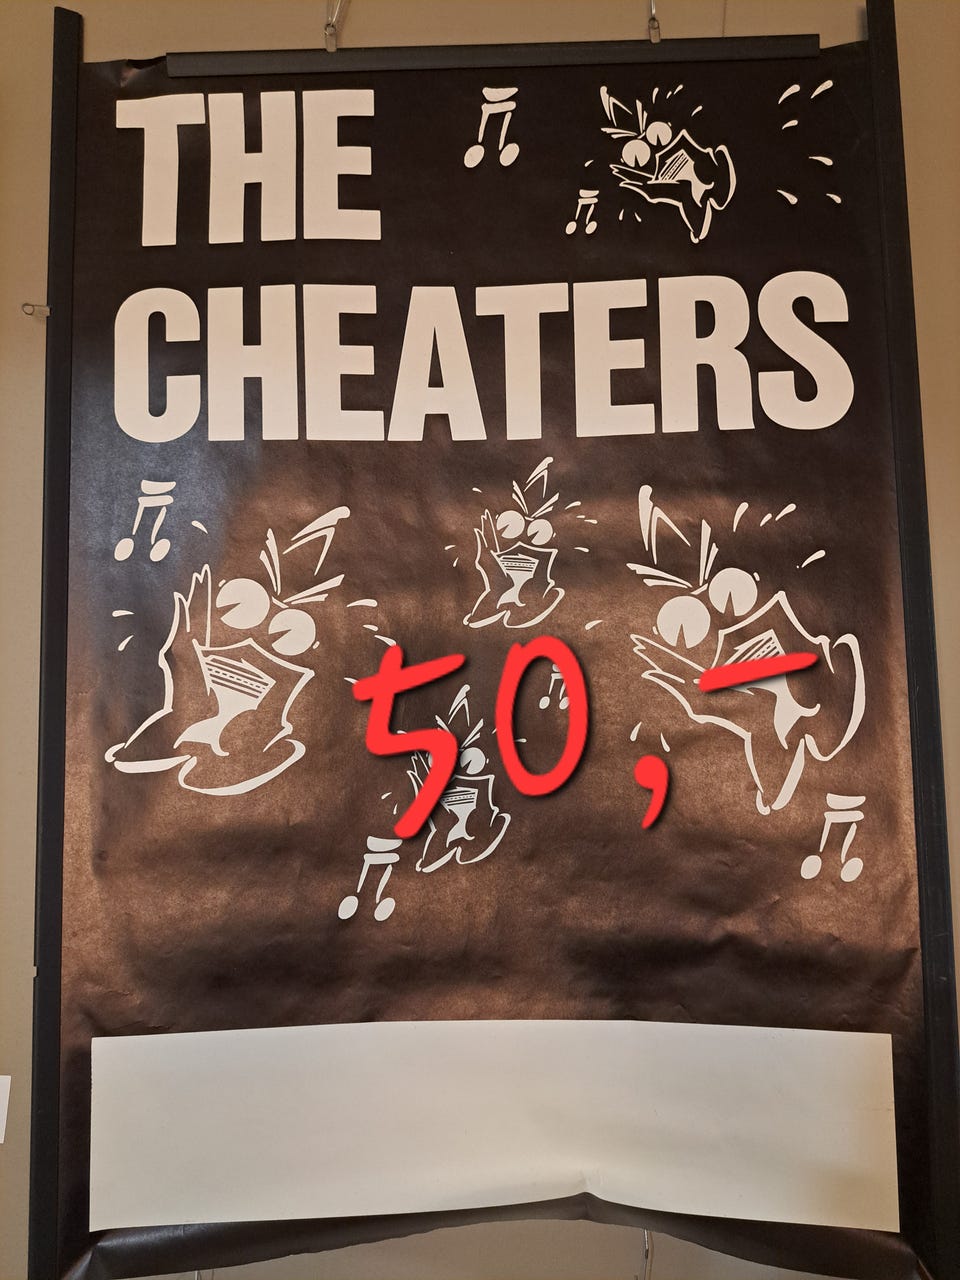 THE
CHEATERS
50,-